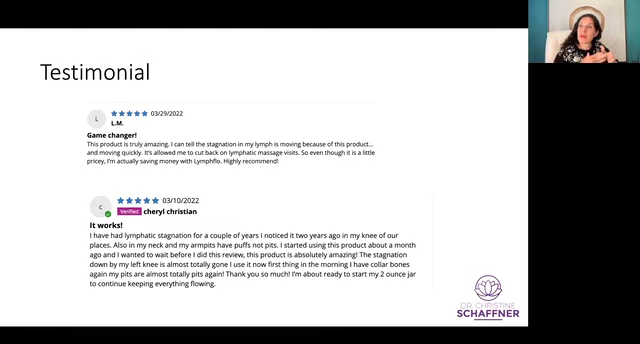 Testimonial
L
03/29/2022
L.M.
Game changer!
This product is truly amazing. I can tell the stagnation in my lymph is moving because of this product...
and moving quickly. It's allowed me to cut back on lymphatic massage visits. So even though it is a little
pricey, I'm actually saving money with Lymphflo. Highly recommend!
C
03/10/2022
Verified cheryl christian
It works!
I have had lymphatic stagnation for a couple of years I noticed it two years ago in my knee of our
places. Also in my neck and my armpits have puffs not pits. I started using this product about a month
ago and I wanted to wait before I did this review, this product is absolutely amazing! The stagnation
down by my left knee is almost totally gone I use it now first thing in the morning I have collar bones
again my pits are almost totally pits again! Thank you so much! I'm about ready to start my 2 ounce jar
to continue keeping everything flowing.
DR. CHRISTINE
SCHAFFNER